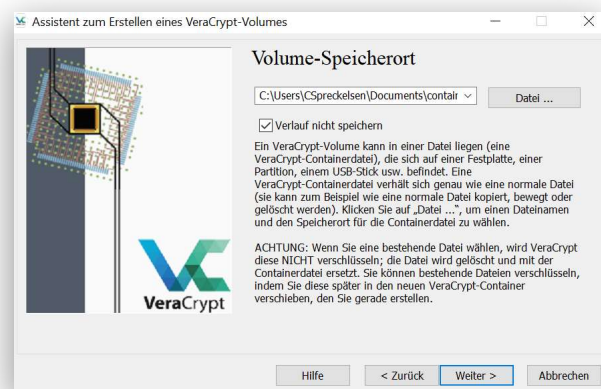 Assistent zum Erstellen eines VeraCrypt-Volumes
Volume-Speicherort
C:\Users\CSpreckelsen\Documents\contair
Datei ...
Verlauf nicht speichern
Ein VeraCrypt-Volume kann in einer Datei liegen (eine
VeraCrypt-Containerdatei), die sich auf einer Festplatte, einer
Partition, einem USB-Stick usw. befindet. Eine
VeraCrypt-Containerdatei verhält sich genau wie eine normale Datei
(sie kann zum Beispiel wie eine normale Datei kopiert, bewegt oder
gelöscht werden). Klicken Sie auf „Datei ...“, um einen Dateinamen
und den Speicherort für die Containerdatei zu wählen.
ACHTUNG: Wenn Sie eine bestehende Datei wählen, wird VeraCrypt
diese NICHT verschlüsseln; die Datei wird gelöscht und mit der
Containerdatei ersetzt. Sie können bestehende Dateien verschlüsseln,
indem Sie diese später in den neuen VeraCrypt-Container
verschieben, den Sie gerade erstellen.
VeraCrypt
Hilfe
< Zurück
Weiter >
Abbrechen